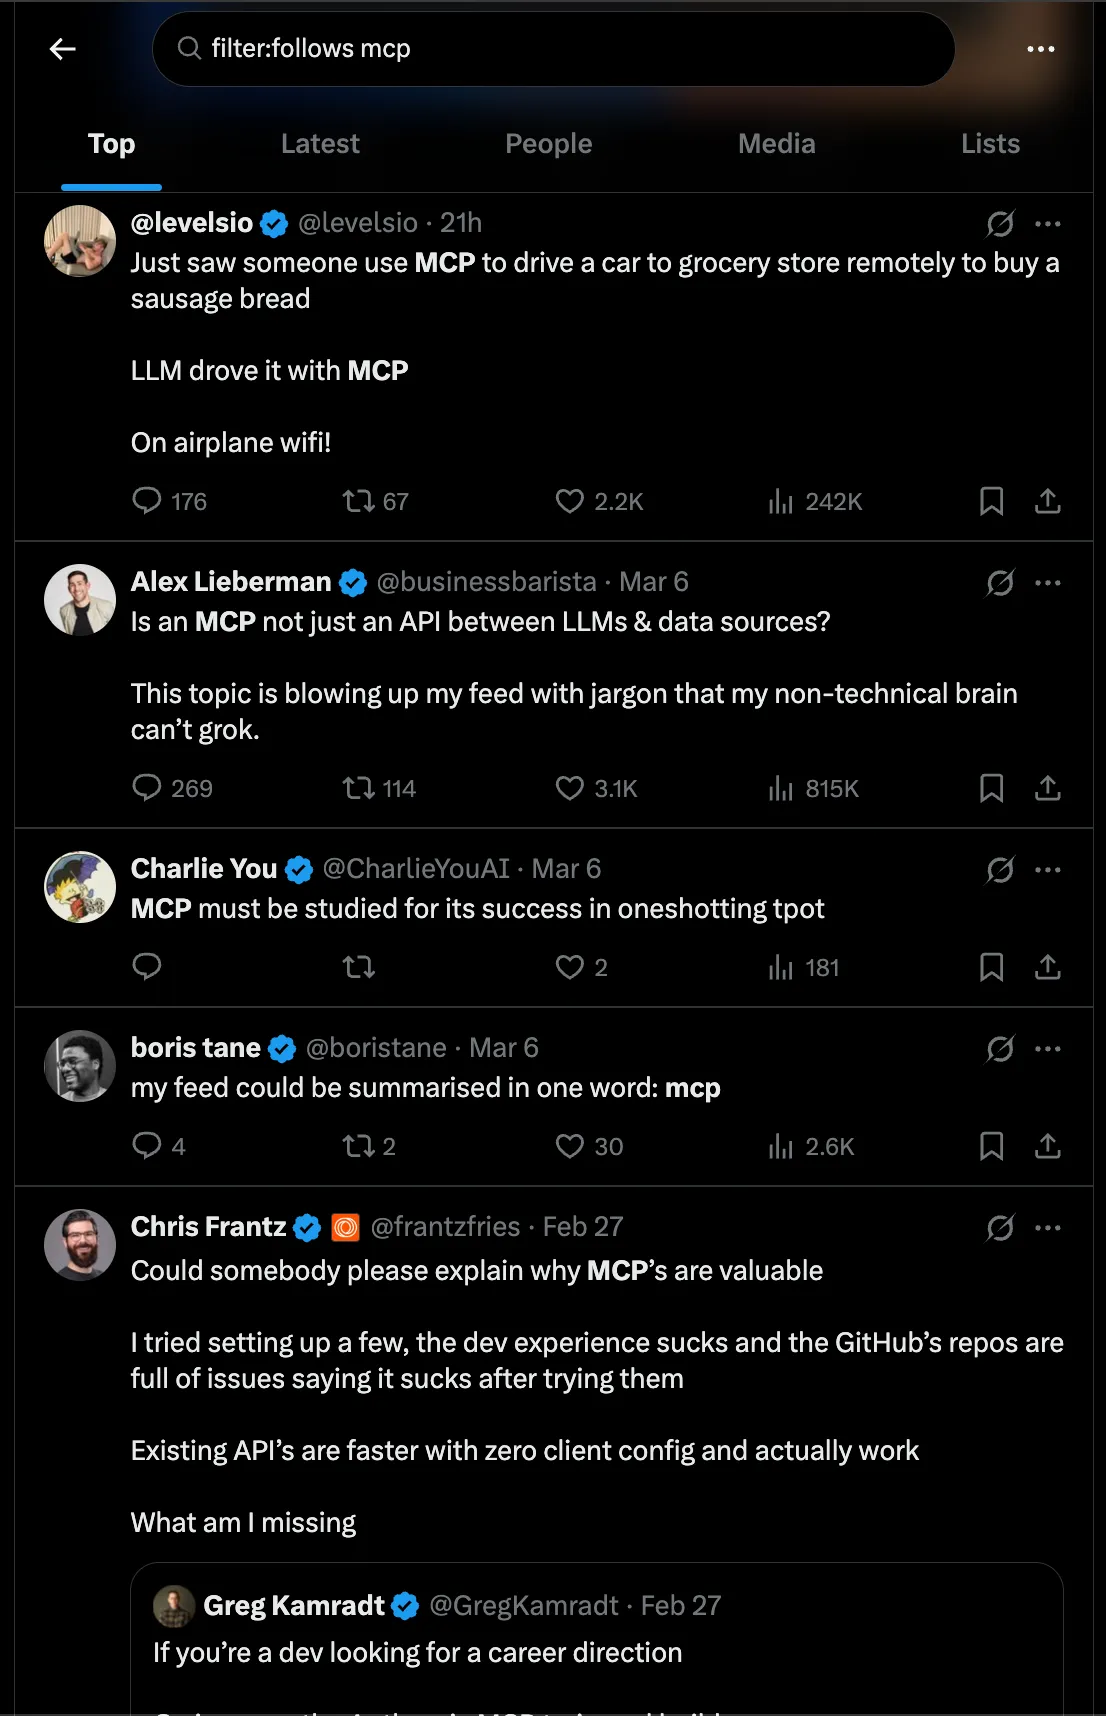 filter:follows mcp
Top
Latest
People
Media
Lists
@levelsio @levelsio · 21h
Just saw someone use MCP to drive a car to grocery store remotely to buy a
sausage bread
LLM drove it with MCP
On airplane wifi!
176 67 2.2K 242K
Alex Lieberman @businessbarista · Mar 6
Is an MCP not just an API between LLMs & data sources?
This topic is blowing up my feed with jargon that my non-technical brain
can’t grok.
269 114 3.1K 815K
Charlie You @CharlieYouAI · Mar 6
MCP must be studied for its success in oneshotting tpot
2 181
boris tane @boristane · Mar 6
my feed could be summarised in one word: mcp
4 2 30 2.6K
Chris Frantz @frantzfries · Feb 27
Could somebody please explain why MCP’s are valuable
I tried setting up a few, the dev experience sucks and the GitHub’s repos are
full of issues saying it sucks after trying them
Existing API’s are faster with zero client config and actually work
What am I missing
Greg Kamradt @GregKamradt · Feb 27
If you’re a dev looking for a career direction